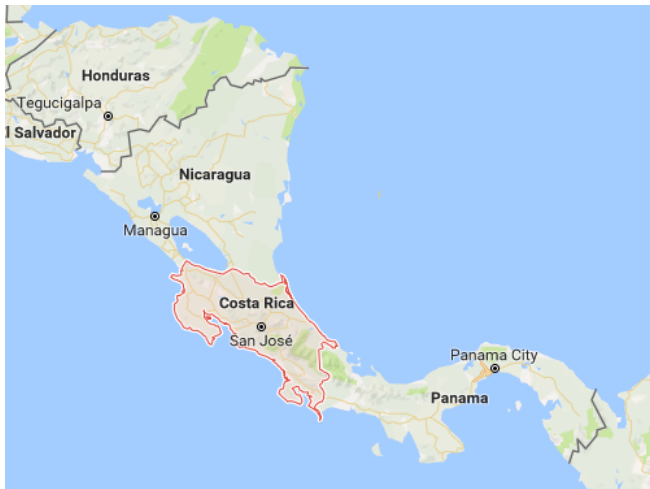 Honduras
Tegucigalpa
l Salvador
Nicaragua
Managua
Costa Rica
San José
Panama City
Panama